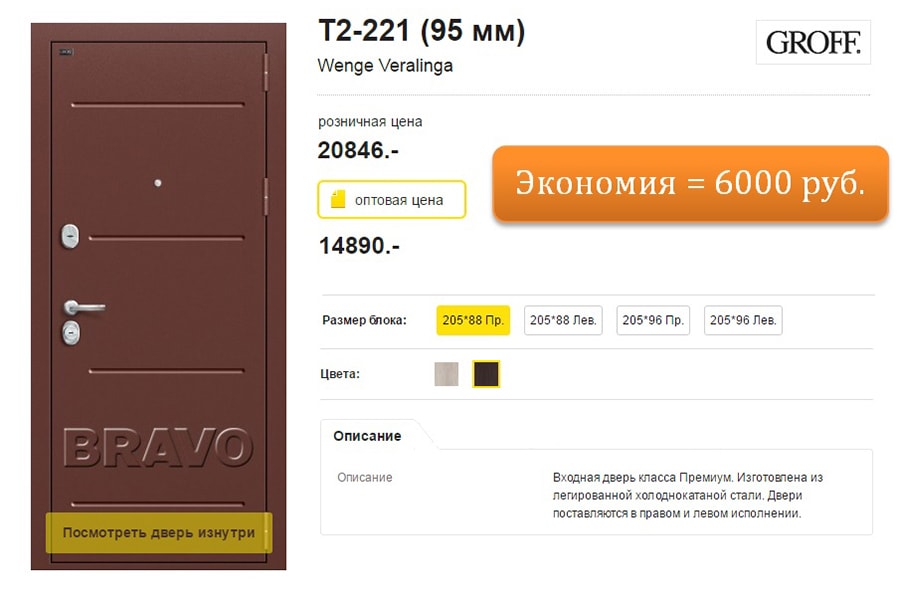 T2-221 (95 мм)
Wenge Veralinga
GROFF.
розничная цена
20846.-
оптовая цена
14890.-
Экономия = 6000 руб.
Размер блока:
205*88 Пр.
205*88 Лев.
205*96 Пр.
205*96 Лев.
Цвета:
BRAVO
Посмотреть дверь изнутри
Описание
Описание
Входная дверь класса Премиум. Изготовлена из
легированной холоднокатаной стали. Двери
поставляются в правом и левом исполнении.